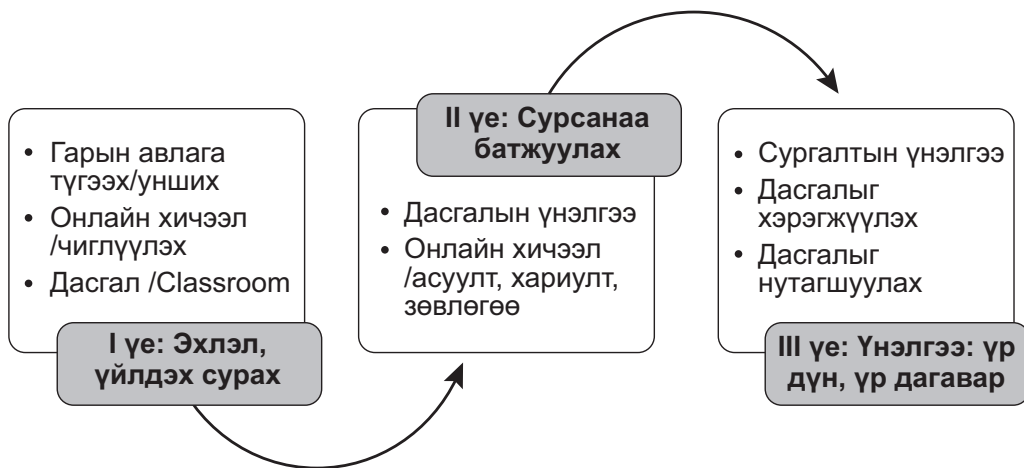 • Гарын авлага
түгээх/унших
• Онлайн хичээл
/чиглүүлэх
• Дасгал /Classroom
I үе: Эхлэл,
үйлдэх сурах
II үе: Сурсанаа
батжуулах
• Дасгалын үнэлгээ
• Онлайн хичээл
/асуулт, хариулт,
зөвлөгөө
• Сургалтын үнэлгээ
• Дасгалыг
хэрэгжүүлэх
• Дасгалыг
нутагшуулах
III үе: Үнэлгээ: үр
дүн, үр дагавар